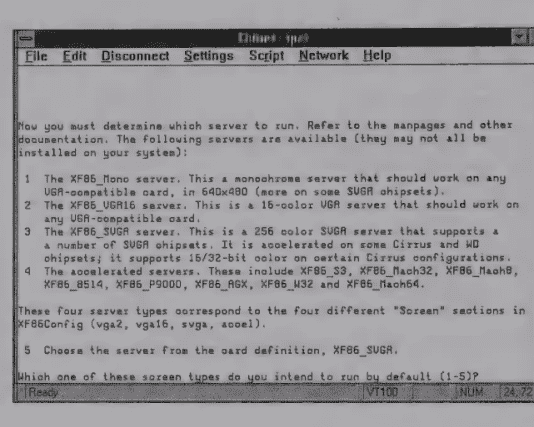 File Edit Disconnect Settings Script Network Help
Now you must determine which server to run. Refer to the manpages and other
documentation. The following servers are available (they may not all be
installed on your system):
1 The XF86_Mono server. This a monochrome server that should work on any
VGA-compatible card, in 640x480 (more on some SVGA chipsets).
2 The XF86_VGA16 server. This is a 16-color VGA server that should work on
any VGA-compatible card.
3 The XF86_SVGA server. This is a 256 color SVGA server that supports a
a number of SVGA chipsets. It is accelerated on some Cirrus and WD
chipsets; it supports 16/32-bit color on certain Cirrus configurations.
4 The accelerated servers. These include XF86_S3, XF86_Mach32, XF86_Mach8,
XF86_8514, XF86_P9000, XF86_AGX, XF86_W32 and XF86_Mach64.
These four server types correspond to the four different "Screen" sections in
XF86Config (vga2, vga16, svga, accel).
5 Choose the server from the card definition, XF86_SVGA.
Which one of these screen types do you intend to run by default (1-5)?
Ready VT100 NUM 24, 72